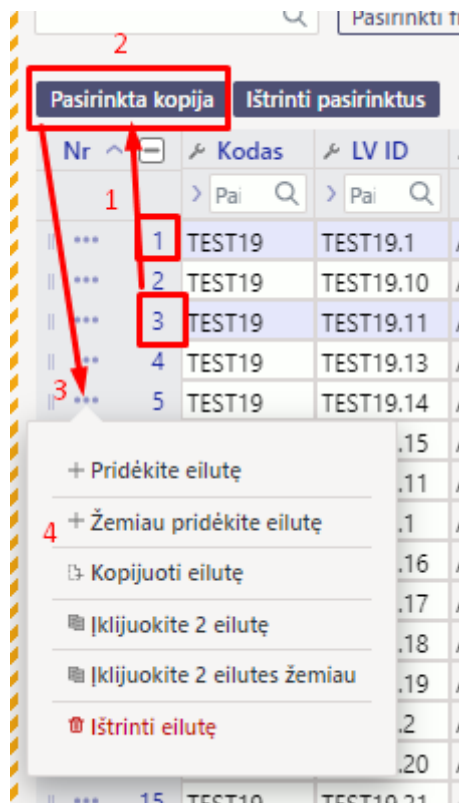 Pasirinkti
2
Pasirinkta kopija Ištrinti pasirinktus
Nr Kodas LV ID
1 Pai Pai
1 TEST19 TEST19.1
2 TEST19 TEST19.10
3 TEST19 TEST19.11
4 TEST19 TEST19.13
3 5 TEST19 TEST19.14
.15
+ Pridėkite eilutę .11
4 + Žemiau pridėkite eilutę .1
Kopijuoti eilutę .16
.17
Įklijuokite 2 eilutę .18
Įklijuokite 2 eilutes žemiau .19
Ištrinti eilutę .2
.20
15 TEST19 TEST19.21